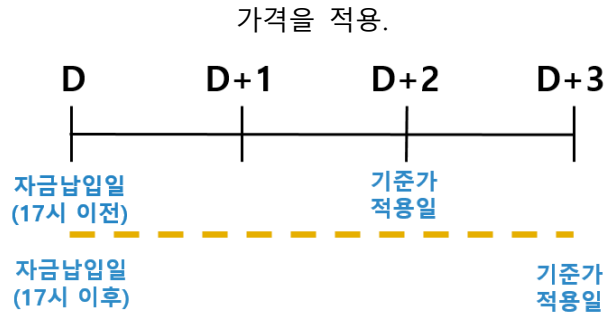 가격을 적용.
D D+1 D+2 D+3
자금납입일 기준가
(17시 이전) 적용일
자금납입일 기준가
(17시 이후) 적용일